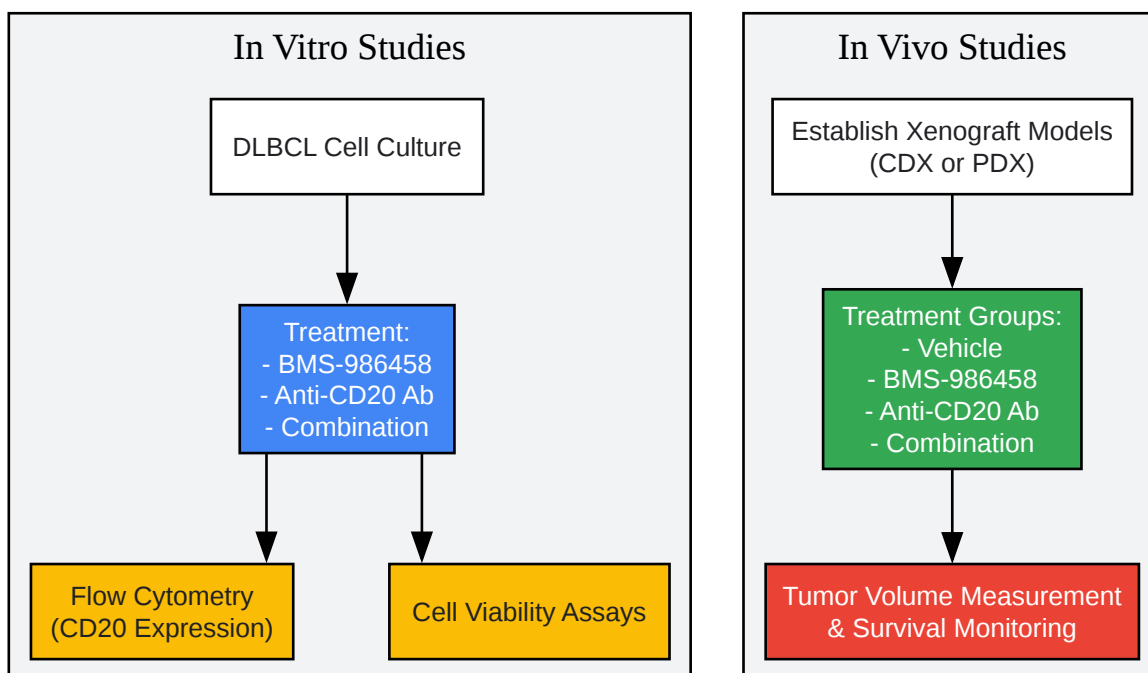 In Vitro Studies
DLBCL Cell Culture
Treatment:
- BMS-986458
- Anti-CD20 Ab
- Combination
Flow Cytometry
(CD20 Expression)
Cell Viability Assays
In Vivo Studies
Establish Xenograft Models
(CDX or PDX)
Treatment Groups:
- Vehicle
- BMS-986458
- Anti-CD20 Ab
- Combination
Tumor Volume Measurement
& Survival Monitoring